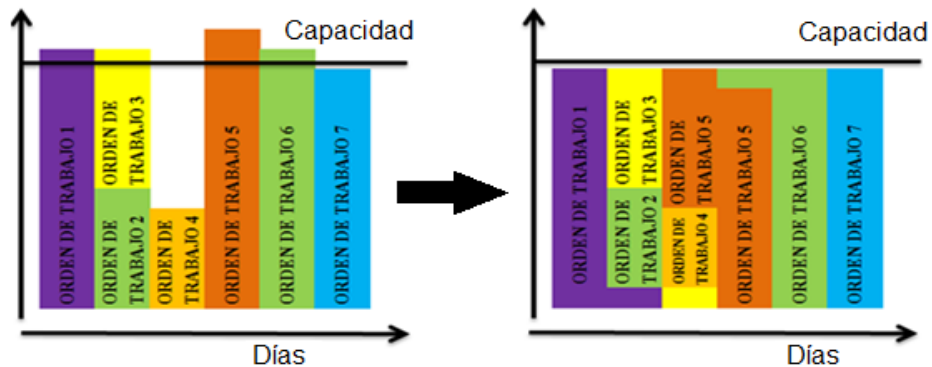 Capacidad
ORDEN DE TRABAJO 1
ORDEN DE
TRABAJO 3
ORDEN DE
TRABAJO 2
ORDEN DE
TRABAJO 4
ORDEN DE TRABAJO 5
ORDEN DE TRABAJO 6
ORDEN DE TRABAJO 7
Días
Capacidad
ORDEN DE TRABAJO 1
ORDEN DE
TRABAJO 3
ORDEN DE
TRABAJO 2
ORDEN DE
TRABAJO 5
ORDEN DE
TRABAJO 4
ORDEN DE TRABAJO 5
ORDEN DE TRABAJO 6
ORDEN DE TRABAJO 7
Días